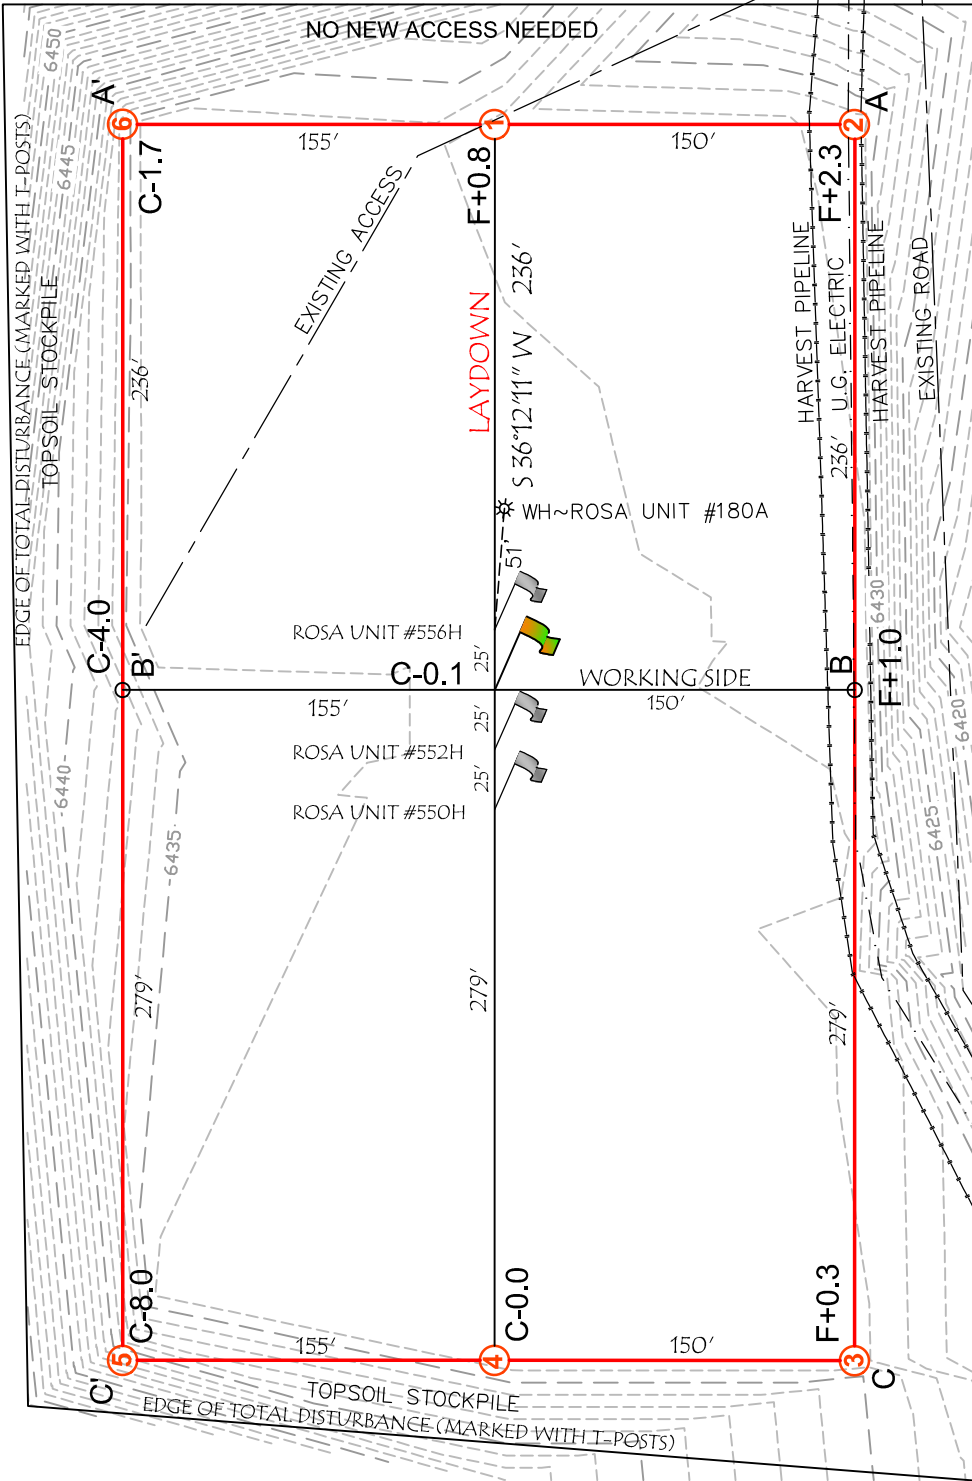 NO NEW ACCESS NEEDED
6450
A'
6
155'
1
150'
2
A
EDGE OF TOTAL DISTURBANCE (MARKED WITH T-POSTS)
6445
TOPSOIL STOCKPILE
C-1.7
F+0.8
F+2.3
EXISTING ACCESS
236'
LAYDOWN
S 36°12'11" W 236'
HARVEST PIPELINE
U.G. ELECTRIC
236'
HARVEST PIPELINE
EXISTING ROAD
WH~ROSA UNIT #180A
51'
C-4.0
B'
ROSA UNIT #556H
25'
C-0.1
WORKING SIDE
155'
150'
B
F+1.0
6430
6420
25'
ROSA UNIT #552H
25'
ROSA UNIT #550H
6440
6435
6425
279'
279'
279'
C-8.0
C-0.0
F+0.3
5
155'
4
150'
3
C'
C
TOPSOIL STOCKPILE
EDGE OF TOTAL DISTURBANCE (MARKED WITH T-POSTS)